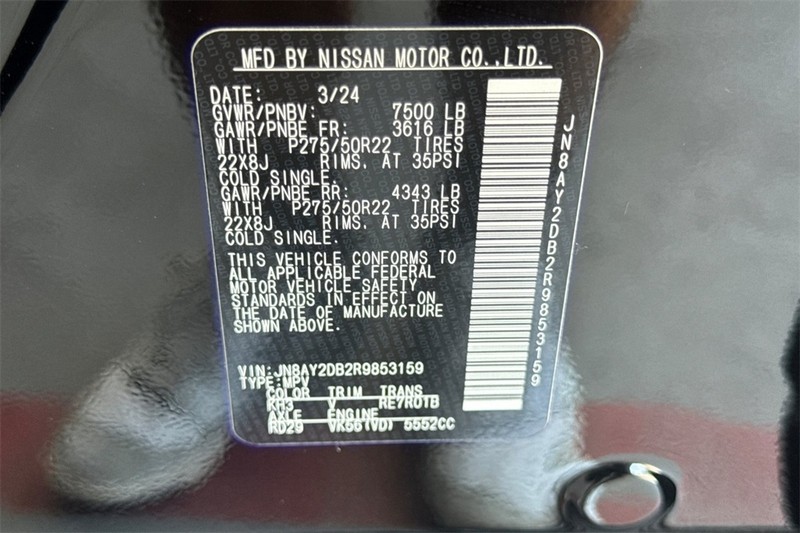 MFD BY NISSAN MOTOR CO.,LTD.
DATE: 3/24
GVWR/PNBV: 7500 LB
GAWR/PNBE FR: 3616 LB
WITH P275/50R22 TIRES
22X8J RIMS, AT 35PSI
COLD SINGLE.
GAWR/PNBE RR: 4343 LB
WITH P275/50R22 TIRES
22X8J RIMS, AT 35PSI
COLD SINGLE.
THIS VEHICLE CONFORMS TO
ALL APPLICABLE FEDERAL
MOTOR VEHICLE SAFETY
STANDARDS IN EFFECT ON
THE DATE OF MANUFACTURE
SHOWN ABOVE.
VIN:JN8AY2DB2R9853159
TYPE:MPV
COLOR TRIM TRANS
KH3 V RE7R01B
AXLE ENGINE
RD29 VK56(VD) 5552CC
JN8AY2DB2R9853159